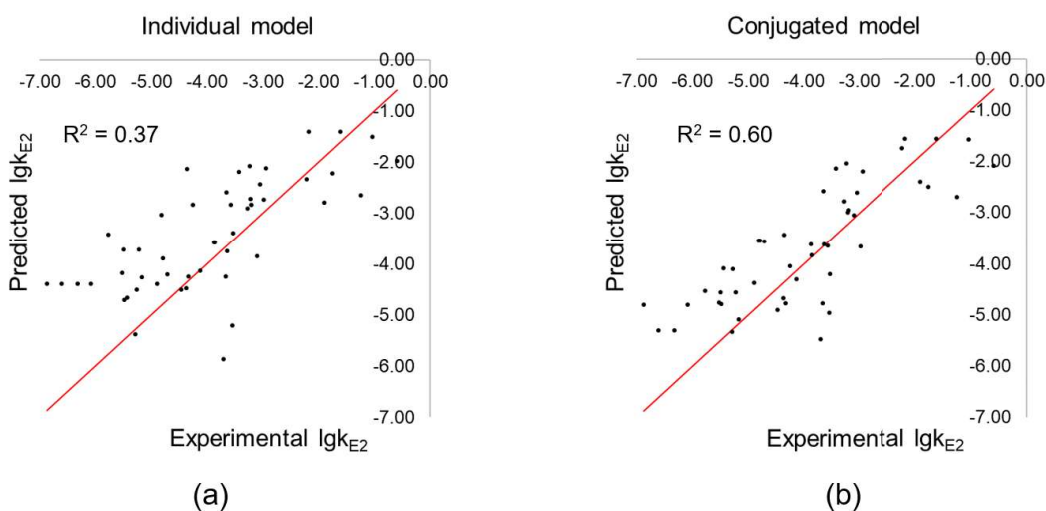 Individual model
0.00
-7.00 -6.00 -5.00 -4.00 -3.00 -2.00 -1.00 0.00
-1.00
R² = 0.37
-2.00
-3.00
-4.00
-5.00
-6.00
-7.00
Predicted lgkE2
Experimental lgkE2
(a)
Conjugated model
0.00
-7.00 -6.00 -5.00 -4.00 -3.00 -2.00 -1.00 0.00
-1.00
R² = 0.60
-2.00
-3.00
-4.00
-5.00
-6.00
-7.00
Predicted lgkE2
Experimental lgkE2
(b)